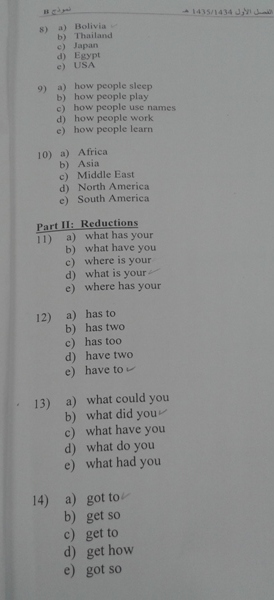 الفصل الأول 1435/1434 هـ نموذج B
8) a) Bolivia
b) Thailand
c) Japan
d) Egypt
e) USA
9) a) how people sleep
b) how people play
c) how people use names
d) how people work
e) how people learn
10) a) Africa
b) Asia
c) Middle East
d) North America
e) South America
Part II: Reductions
11) a) what has your
b) what have you
c) where is your
d) what is your
e) where has your
12) a) has to
b) has two
c) has too
d) have two
e) have to
13) a) what could you
b) what did you
c) what have you
d) what do you
e) what had you
14) a) got to
b) get so
c) get to
d) get how
e) got so